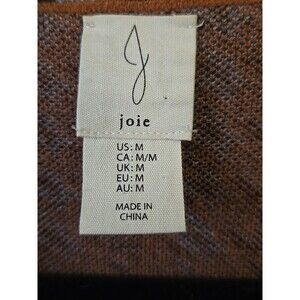 J
joie
US: M
CA: M/M
UK: M
EU: M
AU: M
MADE IN
CHINA